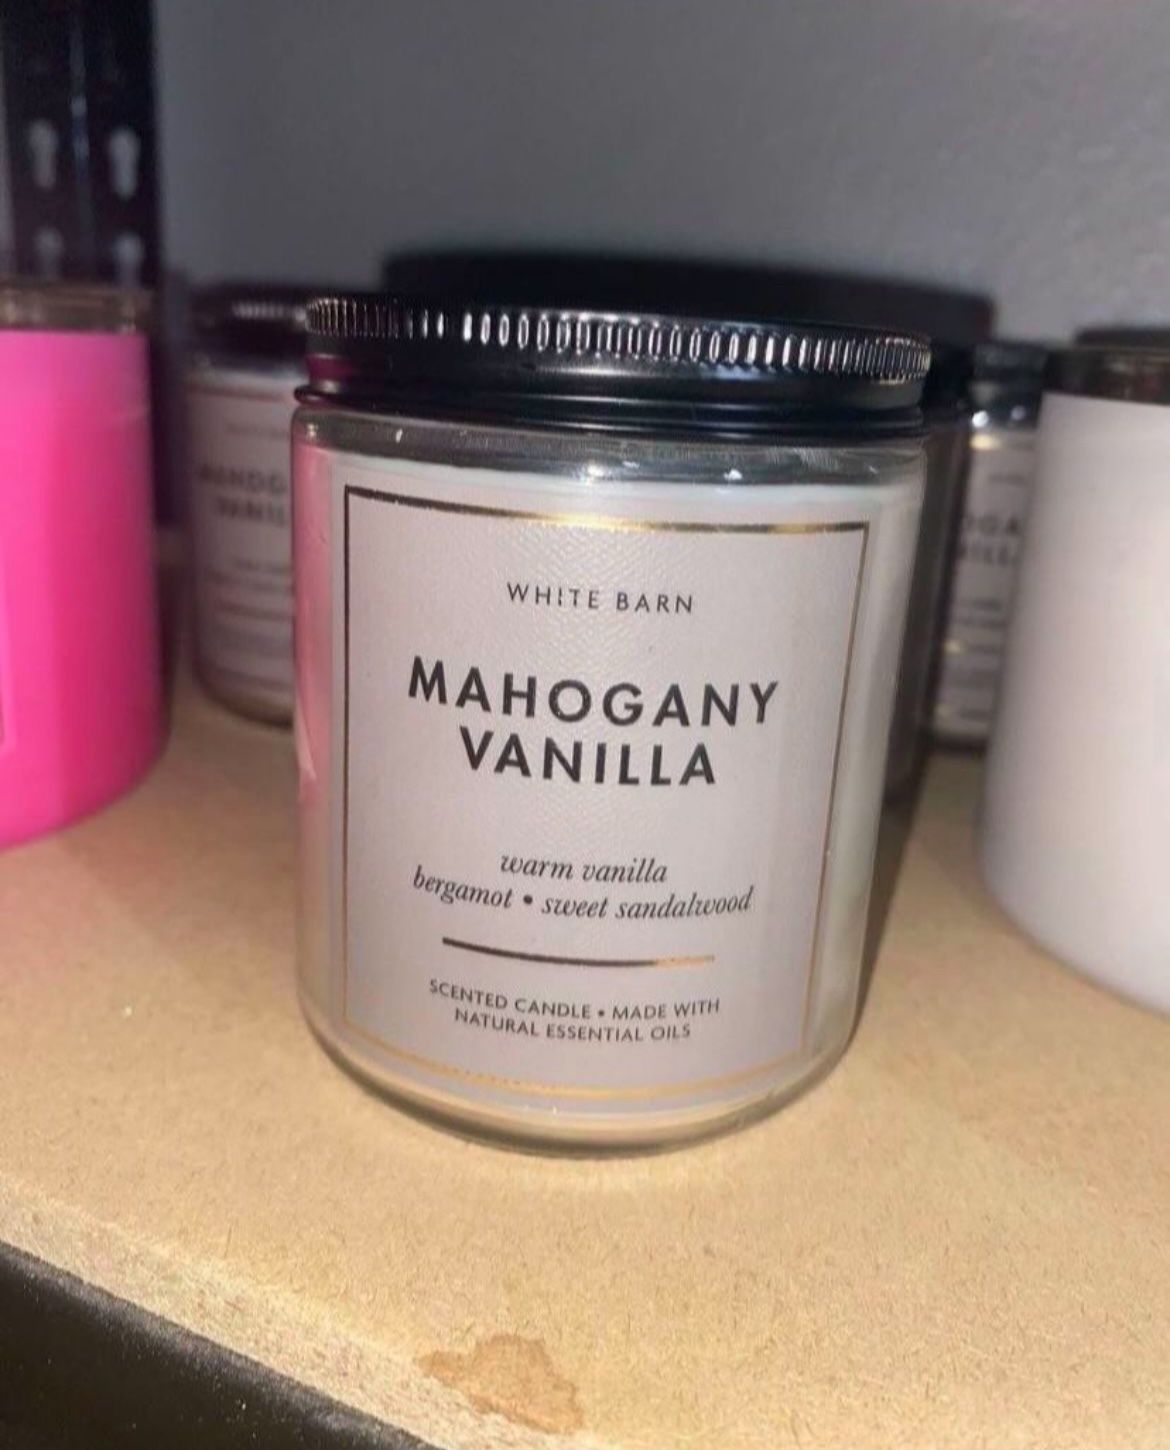 WHITE BARN
MAHOGANY
VANILLA
warm vanilla
bergamot • sweet sandalwood
SCENTED CANDLE • MADE WITH
NATURAL ESSENTIAL OILS